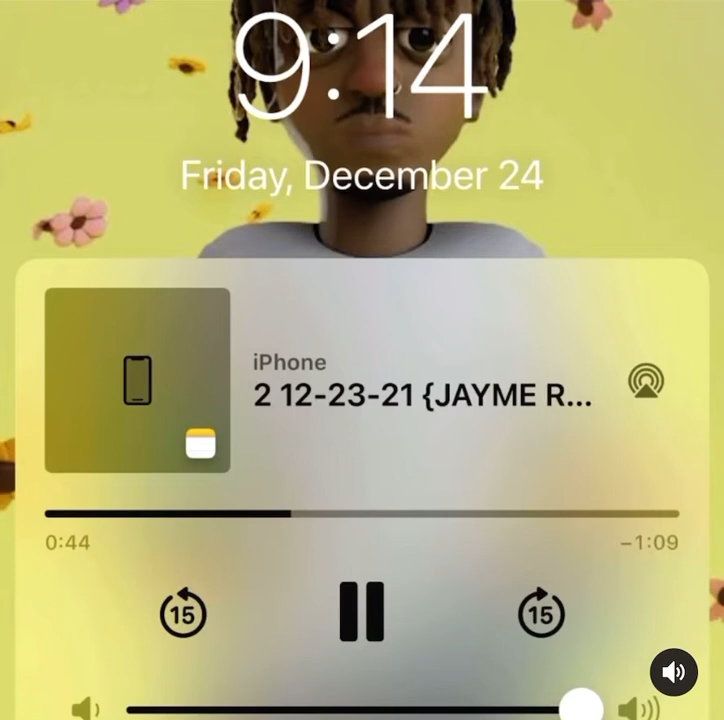 9:14
Friday, December 24
iPhone
2 12-23-21 {JAYME R...
0:44
−1:09
15
15